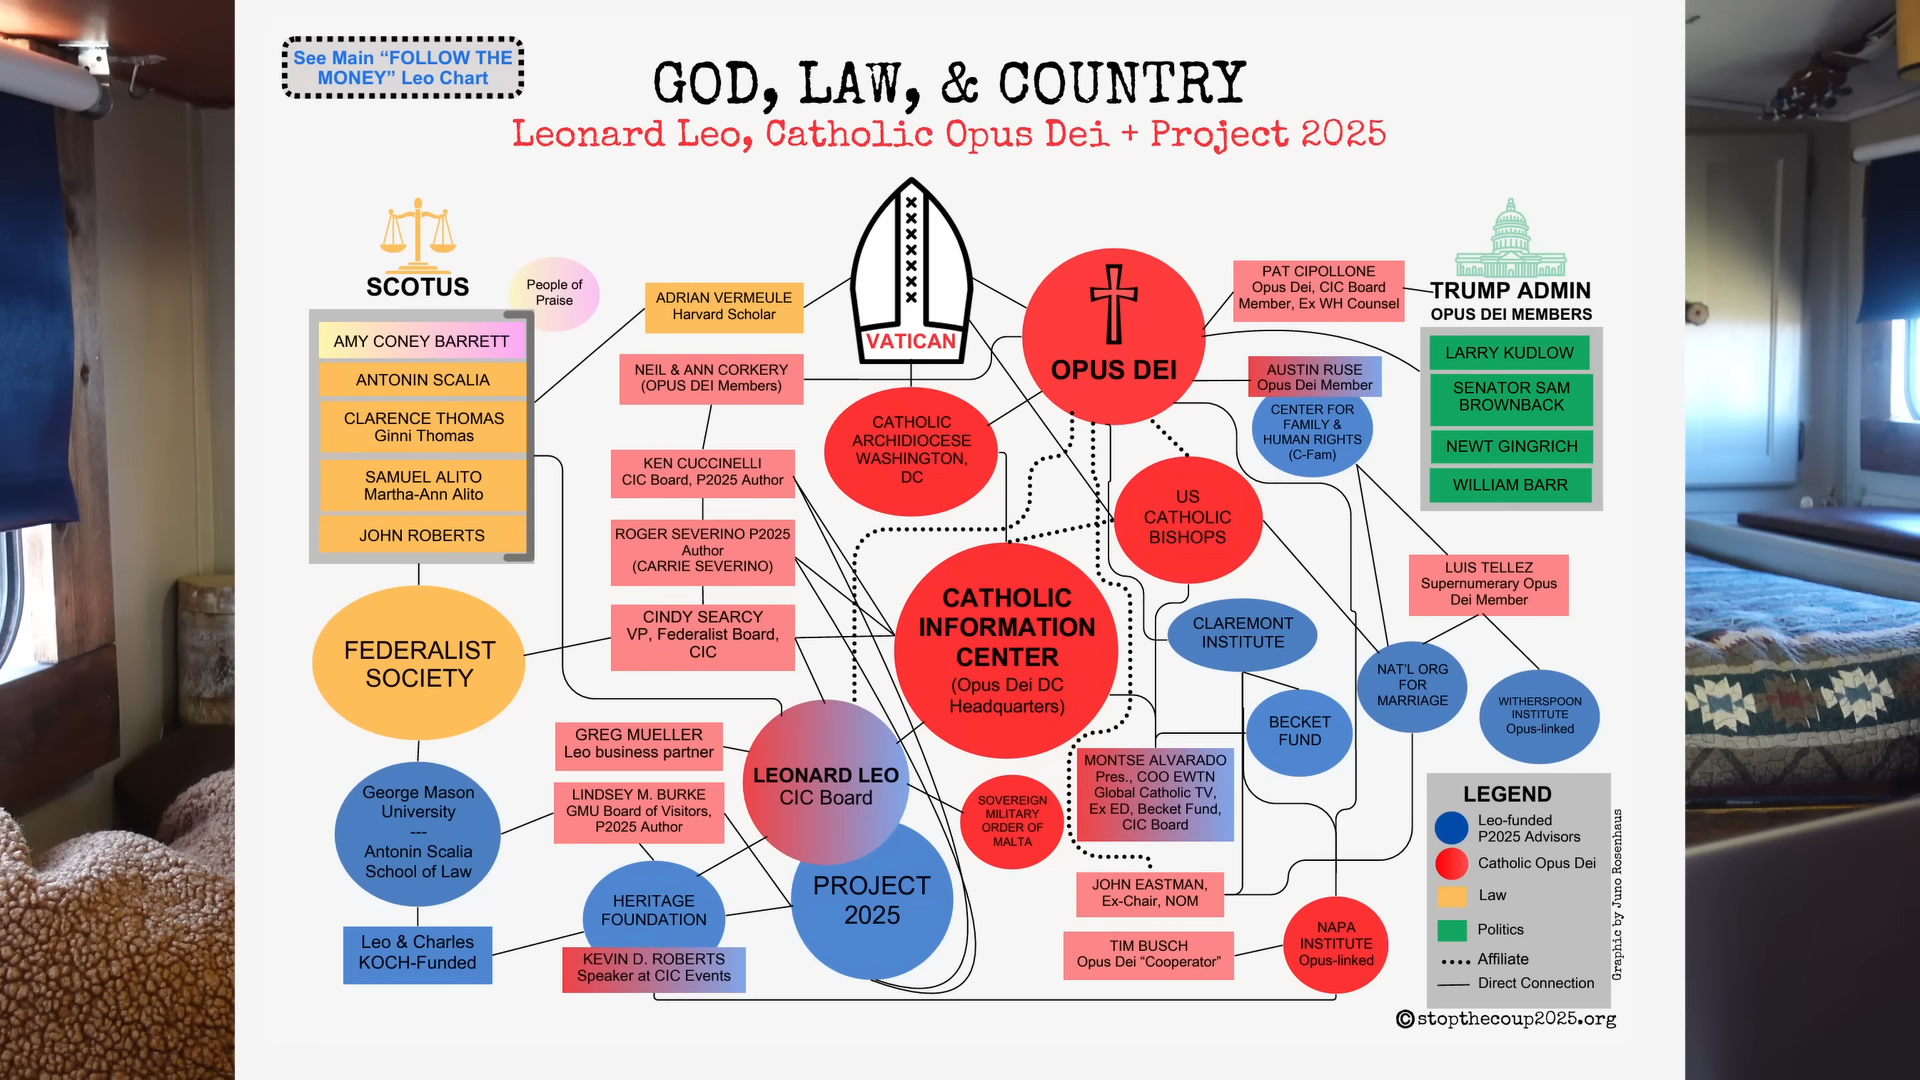 See Main “FOLLOW THE
MONEY” Leo Chart
GOD, LAW, & COUNTRY
Leonard Leo, Catholic Opus Dei + Project 2025
SCOTUS
People of
Praise
AMY CONEY BARRETT
ANTONIN SCALIA
CLARENCE THOMAS
Ginni Thomas
SAMUEL ALITO
Martha-Ann Alito
JOHN ROBERTS
FEDERALIST
SOCIETY
George Mason
University
---
Antonin Scalia
School of Law
Leo & Charles
KOCH-Funded
ADRIAN VERMEULE
Harvard Scholar
NEIL & ANN CORKERY
(OPUS DEI Members)
KEN CUCCINELLI
CIC Board, P2025 Author
ROGER SEVERINO P2025
Author
(CARRIE SEVERINO)
CINDY SEARCY
VP, Federalist Board,
CIC
GREG MUELLER
Leo business partner
LINDSEY M. BURKE
GMU Board of Visitors,
P2025 Author
HERITAGE
FOUNDATION
KEVIN D. ROBERTS
Speaker at CIC Events
VATICAN
CATHOLIC
ARCHIDIOCESE
WASHINGTON,
DC
CATHOLIC
INFORMATION
CENTER
(Opus Dei DC
Headquarters)
LEONARD LEO
CIC Board
PROJECT
2025
SOVEREIGN
MILITARY
ORDER OF
MALTA
OPUS DEI
US
CATHOLIC
BISHOPS
CLAREMONT
INSTITUTE
BECKET
FUND
MONTSE ALVARADO
Pres., COO EWTN
Global Catholic TV,
Ex ED, Becket Fund,
CIC Board
JOHN EASTMAN,
Ex-Chair, NOM
TIM BUSCH
Opus Dei “Cooperator”
NAPA
INSTITUTE
Opus-linked
PAT CIPOLLONE
Opus Dei, CIC Board
Member, Ex WH Counsel
AUSTIN RUSE
Opus Dei Member
CENTER FOR
FAMILY &
HUMAN RIGHTS
(C-Fam)
TRUMP ADMIN
OPUS DEI MEMBERS
LARRY KUDLOW
SENATOR SAM
BROWNBACK
NEWT GINGRICH
WILLIAM BARR
LUIS TELLEZ
Supernumerary Opus
Dei Member
NAT'L ORG
FOR
MARRIAGE
WITHERSPOON
INSTITUTE
Opus-linked
LEGEND
Leo-funded
P2025 Advisors
Catholic Opus Dei
Law
Politics
Affiliate
Direct Connection
Graphic by Juno Rosenhaus
©stopthecoup2025.org